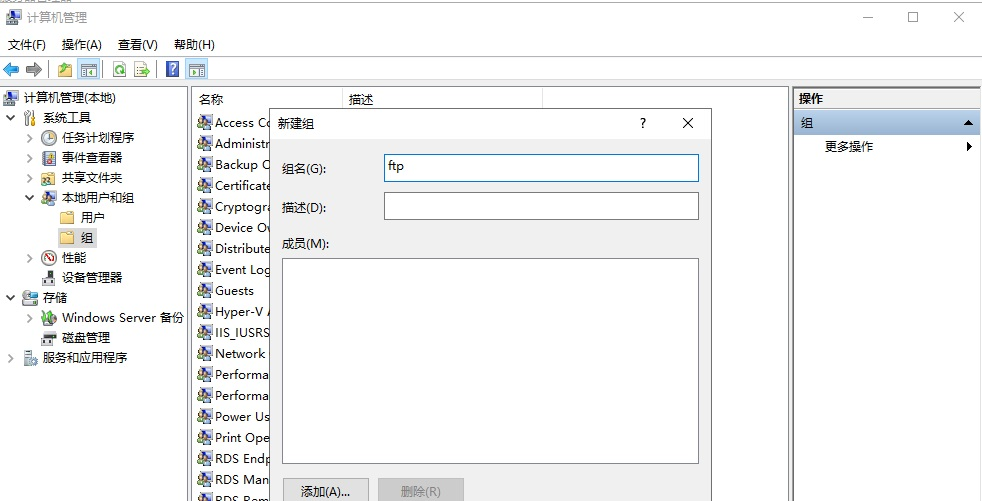 计算机管理
文件(F) 操作(A) 查看(V) 帮助(H)
计算机管理(本地)
系统工具
任务计划程序
事件查看器
共享文件夹
本地用户和组
用户
组
性能
设备管理器
存储
Windows Server 备份
磁盘管理
服务和应用程序
名称 描述
Access Co
Administr
Backup O
Certificate
Cryptogra
Device Ow
Distribute
Event Log
Guests
Hyper-V A
IIS_IUSRS
Network
Performa
Performa
Power Us
Print Ope
RDS Endp
RDS Man
RDS Rem
新建组
组名(G): ftp
描述(D):
成员(M):
添加(A)...
删除(R)
操作
组
更多操作